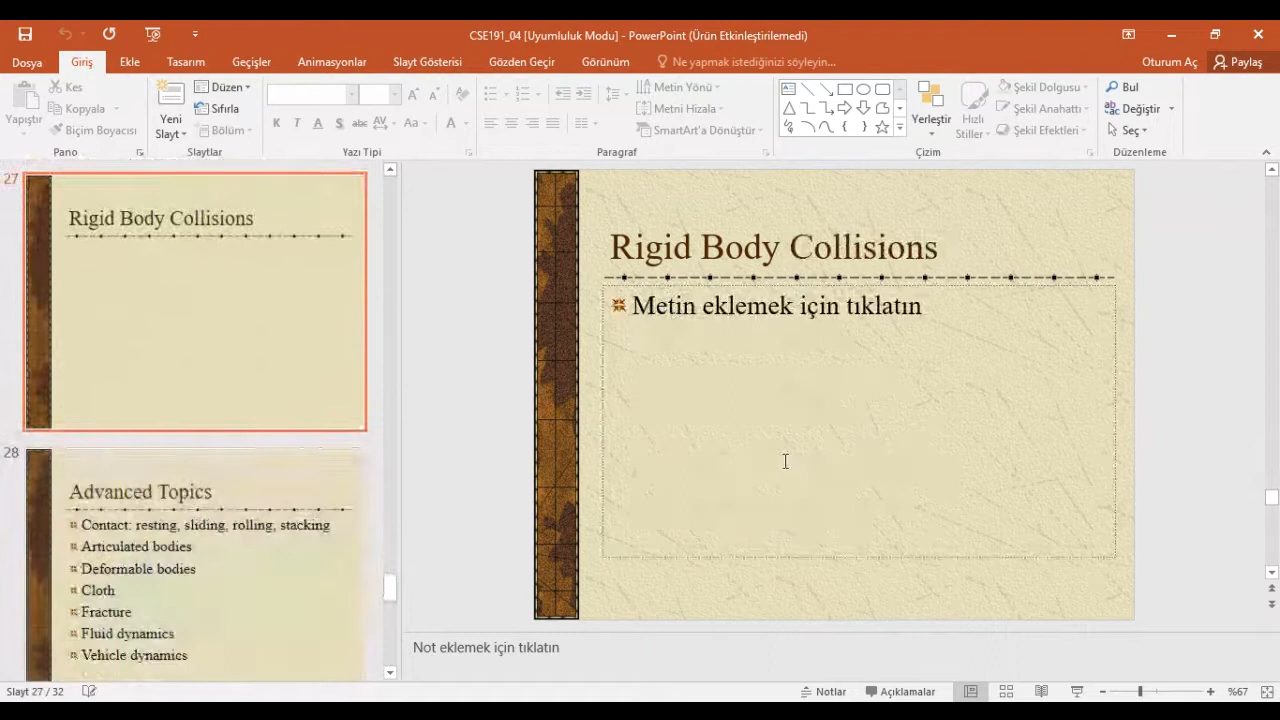 CSE191_04 [Uyumluluk Modu] - PowerPoint (Ürün Etkinleştirilemedi)
Dosya Giriş Ekle Tasarım Geçişler Animasyonlar Slayt Gösterisi Gözden Geçir Görünüm Ne yapmak istediğinizi söyleyin... Oturum Aç Paylaş
Yapıştır
Kes
Kopyala
Biçim Boyacısı
Pano
Yeni
Slayt
Düzen
Sıfırla
Bölüm
Slaytlar
K T A S abc AV Aa A
Yazı Tipi
Metin Yönü
Metni Hizala
SmartArt'a Dönüştür
Paragraf
Yerleştir
Hızlı
Stiller
Şekil Dolgusu
Şekil Anahattı
Şekil Efektleri
Çizim
Bul
Değiştir
Seç
Düzenleme
27
Rigid Body Collisions
28
Advanced Topics
Contact: resting, sliding, rolling, stacking
Articulated bodies
Deformable bodies
Cloth
Fracture
Fluid dynamics
Vehicle dynamics
Rigid Body Collisions
Metin eklemek için tıklatın
Not eklemek için tıklatın
Slayt 27 / 32
Notlar
Açıklamalar
%67